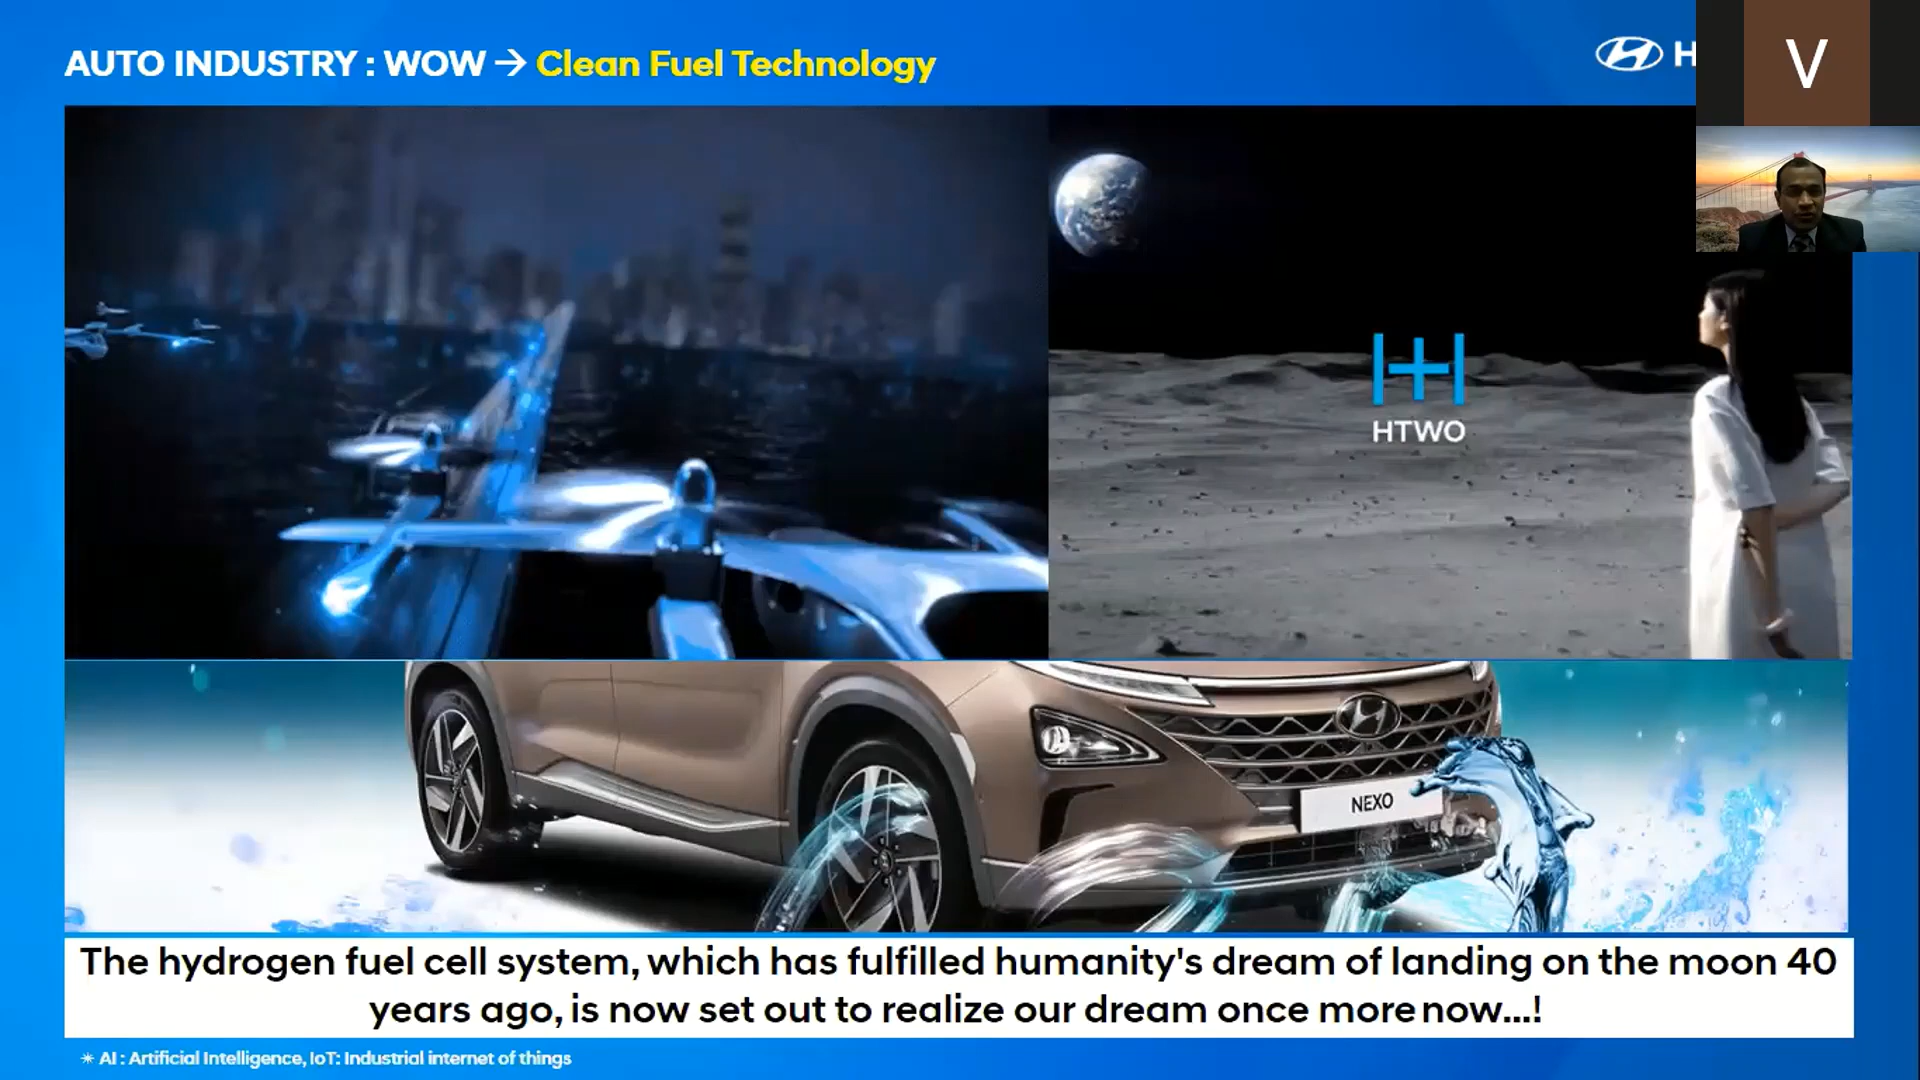 AUTO INDUSTRY : WOW → Clean Fuel Technology
H
V
HTWO
NEXO
The hydrogen fuel cell system, which has fulfilled humanity's dream of landing on the moon 40
years ago, is now set out to realize our dream once more now...!
✴ AI : Artificial Intelligence, IoT: Industrial internet of things